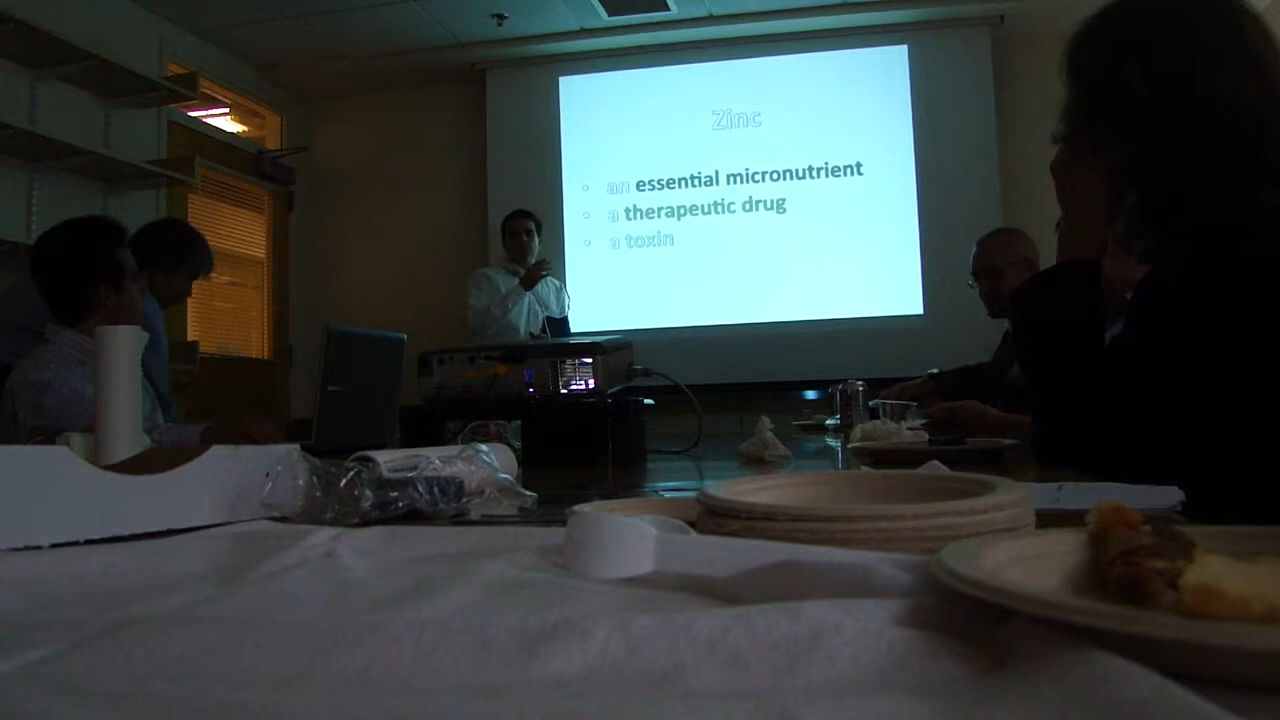 Zinc
• an essential micronutrient
• a therapeutic drug
• a toxin